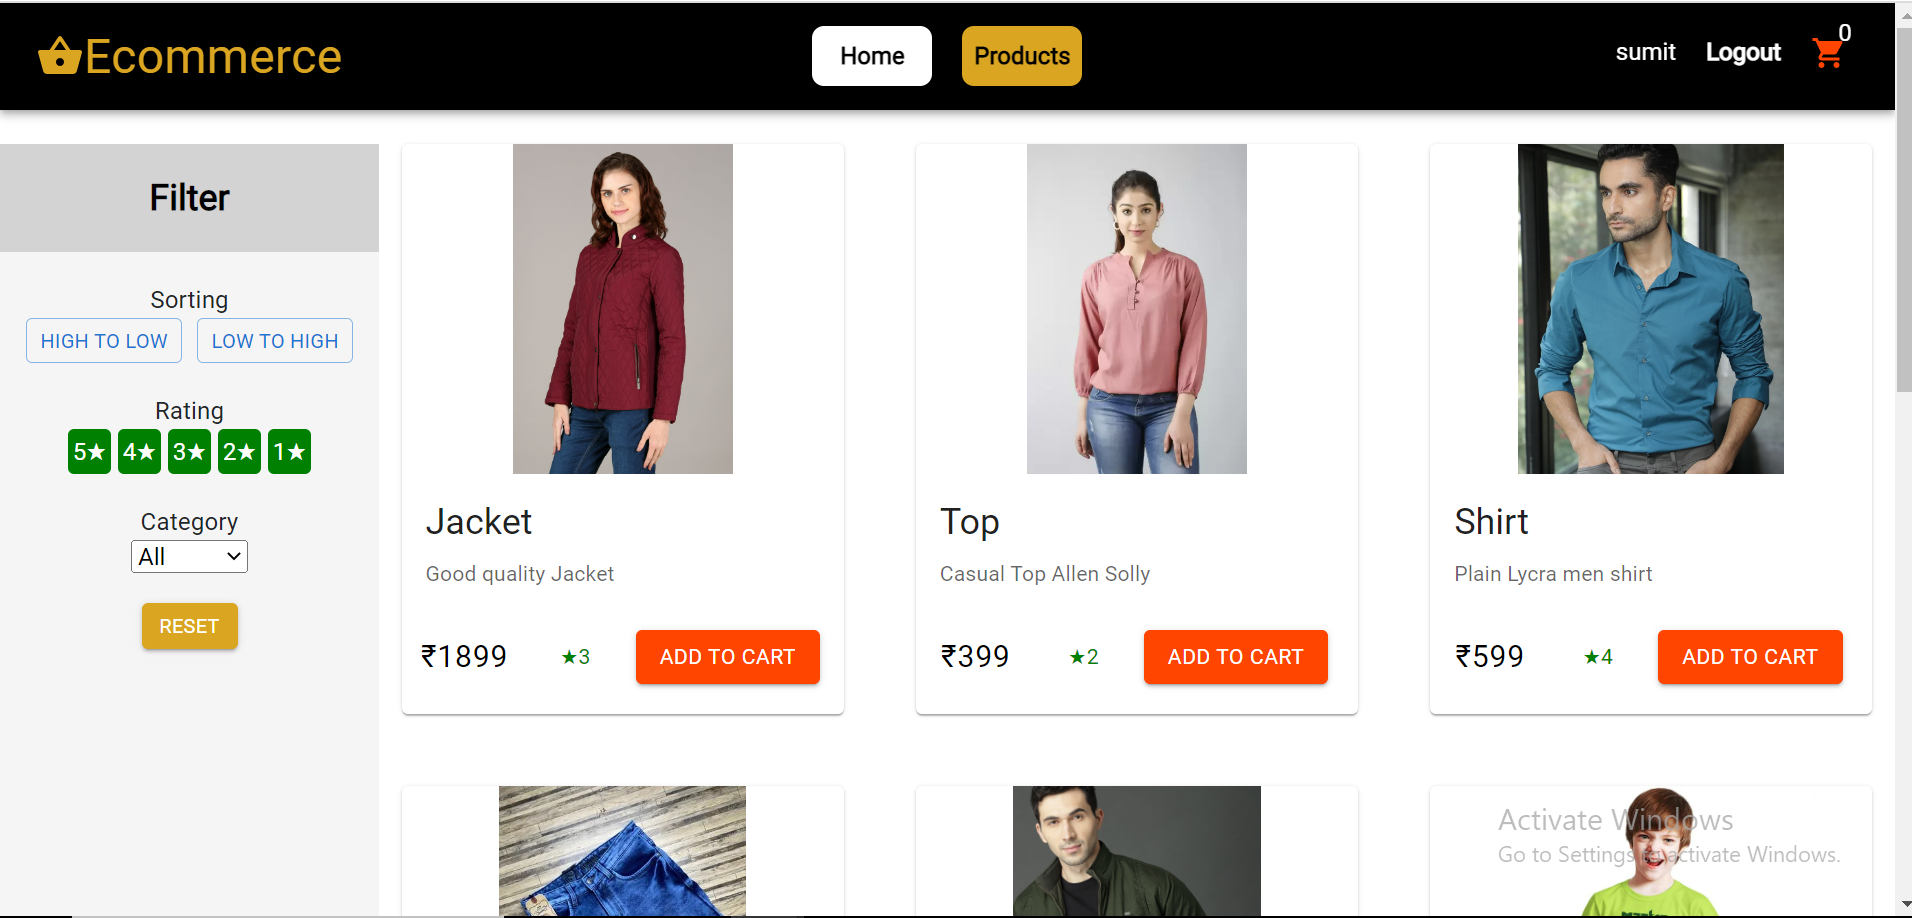 Ecommerce
Home
Products
sumit
Logout
0
Filter
Sorting
HIGH TO LOW
LOW TO HIGH
Rating
5★
4★
3★
2★
1★
Category
All
RESET
Jacket
Good quality Jacket
₹1899
★3
ADD TO CART
Top
Casual Top Allen Solly
₹399
★2
ADD TO CART
Shirt
Plain Lycra men shirt
₹599
★4
ADD TO CART
Activate Windows
Go to Settings to activate Windows.